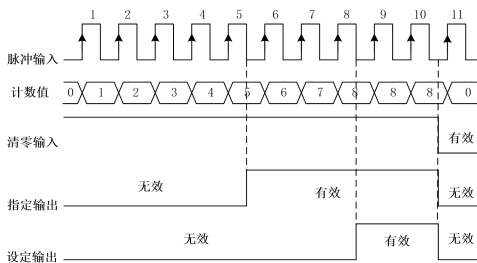 1 2 3 4 5 6 7 8 9 10 11
脉冲输入
计数值 0 1 2 3 4 5 6 7 8 8 8 0
清零输入 有效
指定输出 无效 有效 无效
设定输出 无效 有效 无效